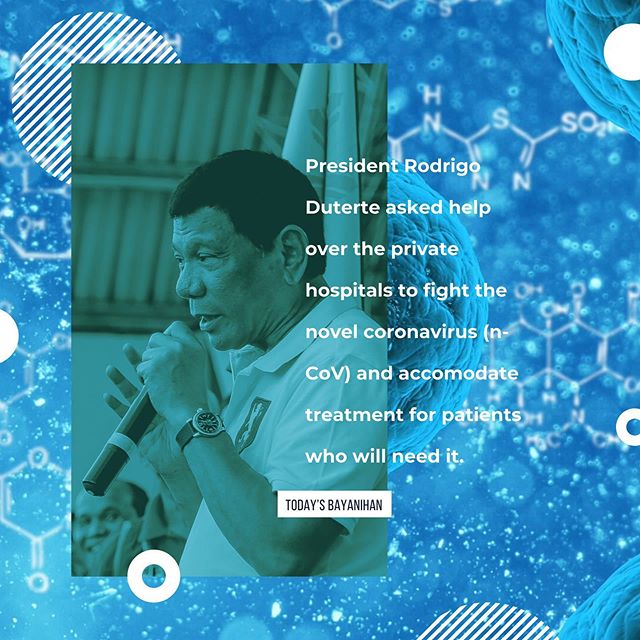 President Rodrigo
Duterte asked help
over the private
hospitals to fight the
novel coronavirus (n-
CoV) and accomodate
treatment for patients
who will need it.
TODAY'S BAYANIHAN